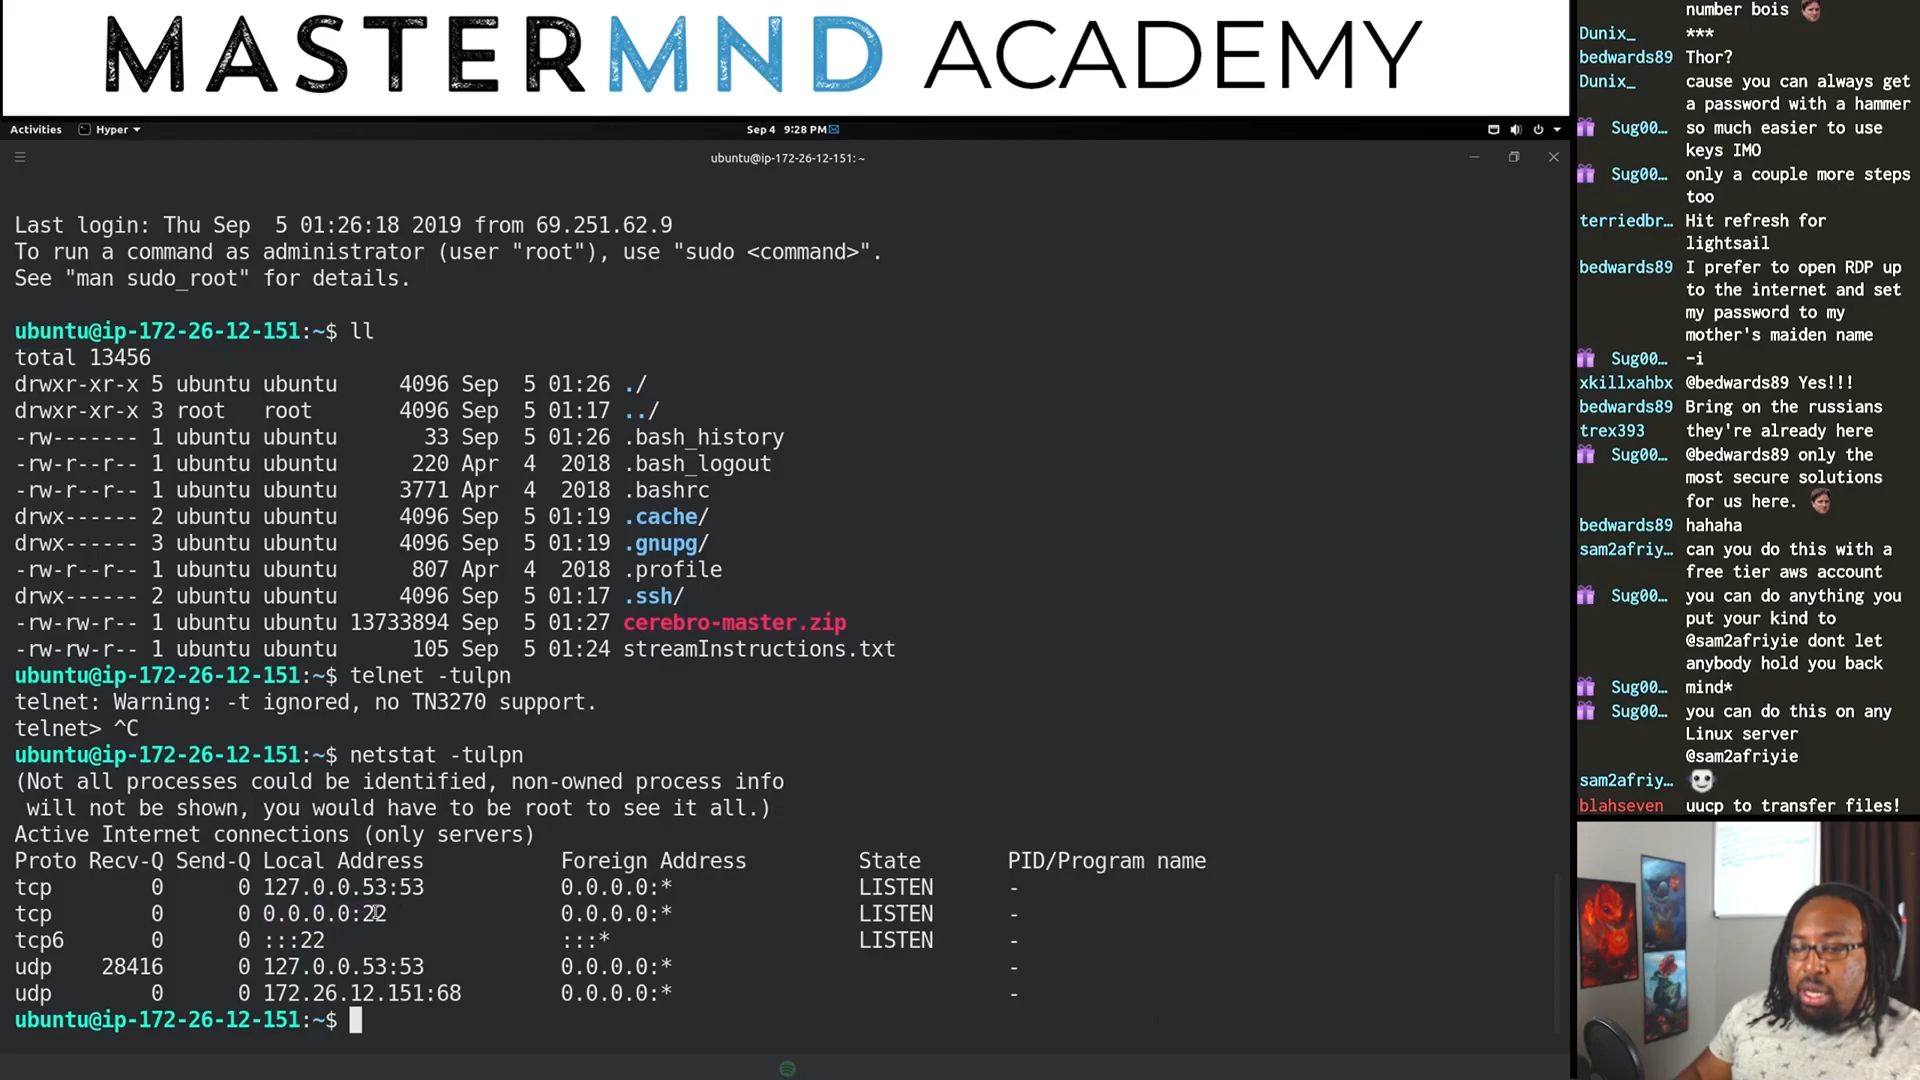 MASTERMND ACADEMY
Activities Hyper Sep 4 9:28 PM
ubuntu@ip-172-26-12-151: ~
Last login: Thu Sep  5 01:26:18 2019 from 69.251.62.9
To run a command as administrator (user "root"), use "sudo <command>".
See "man sudo_root" for details.
ubuntu@ip-172-26-12-151:~$ ll
total 13456
drwxr-xr-x 5 ubuntu ubuntu     4096 Sep  5 01:26 ./
drwxr-xr-x 3 root   root       4096 Sep  5 01:17 ../
-rw------- 1 ubuntu ubuntu       33 Sep  5 01:26 .bash_history
-rw-r--r-- 1 ubuntu ubuntu      220 Apr  4  2018 .bash_logout
-rw-r--r-- 1 ubuntu ubuntu     3771 Apr  4  2018 .bashrc
drwx------ 2 ubuntu ubuntu     4096 Sep  5 01:19 .cache/
drwx------ 3 ubuntu ubuntu     4096 Sep  5 01:19 .gnupg/
-rw-r--r-- 1 ubuntu ubuntu      807 Apr  4  2018 .profile
drwx------ 2 ubuntu ubuntu     4096 Sep  5 01:17 .ssh/
-rw-rw-r-- 1 ubuntu ubuntu 13733894 Sep  5 01:27 cerebro-master.zip
-rw-rw-r-- 1 ubuntu ubuntu      105 Sep  5 01:24 streamInstructions.txt
ubuntu@ip-172-26-12-151:~$ telnet -tulpn
telnet: Warning: -t ignored, no TN3270 support.
telnet> ^C
ubuntu@ip-172-26-12-151:~$ netstat -tulpn
(Not all processes could be identified, non-owned process info
 will not be shown, you would have to be root to see it all.)
Active Internet connections (only servers)
Proto Recv-Q Send-Q Local Address           Foreign Address         State       PID/Program name
tcp        0      0 127.0.0.53:53           0.0.0.0:*               LISTEN      -
tcp        0      0 0.0.0.0:22              0.0.0.0:*               LISTEN      -
tcp6       0      0 :::22                   :::*                    LISTEN      -
udp    28416      0 127.0.0.53:53           0.0.0.0:*                           -
udp        0      0 172.26.12.151:68        0.0.0.0:*                           -
ubuntu@ip-172-26-12-151:~$
number bois
Dunix_ ***
bedwards89 Thor?
Dunix_ cause you can always get
a password with a hammer
Sug00… so much easier to use
keys IMO
Sug00… only a couple more steps
too
terriedbr… Hit refresh for
lightsail
bedwards89 I prefer to open RDP up
to the internet and set
my password to my
mother's maiden name
Sug00… -i
xkillxahbx @bedwards89 Yes!!!
bedwards89 Bring on the russians
trex393 they're already here
Sug00… @bedwards89 only the
most secure solutions
for us here.
bedwards89 hahaha
sam2afriy… can you do this with a
free tier aws account
Sug00… you can do anything you
put your kind to
@sam2afriyie dont let
anybody hold you back
Sug00… mind*
Sug00… you can do this on any
Linux server
@sam2afriyie
sam2afriy…
blahseven uucp to transfer files!